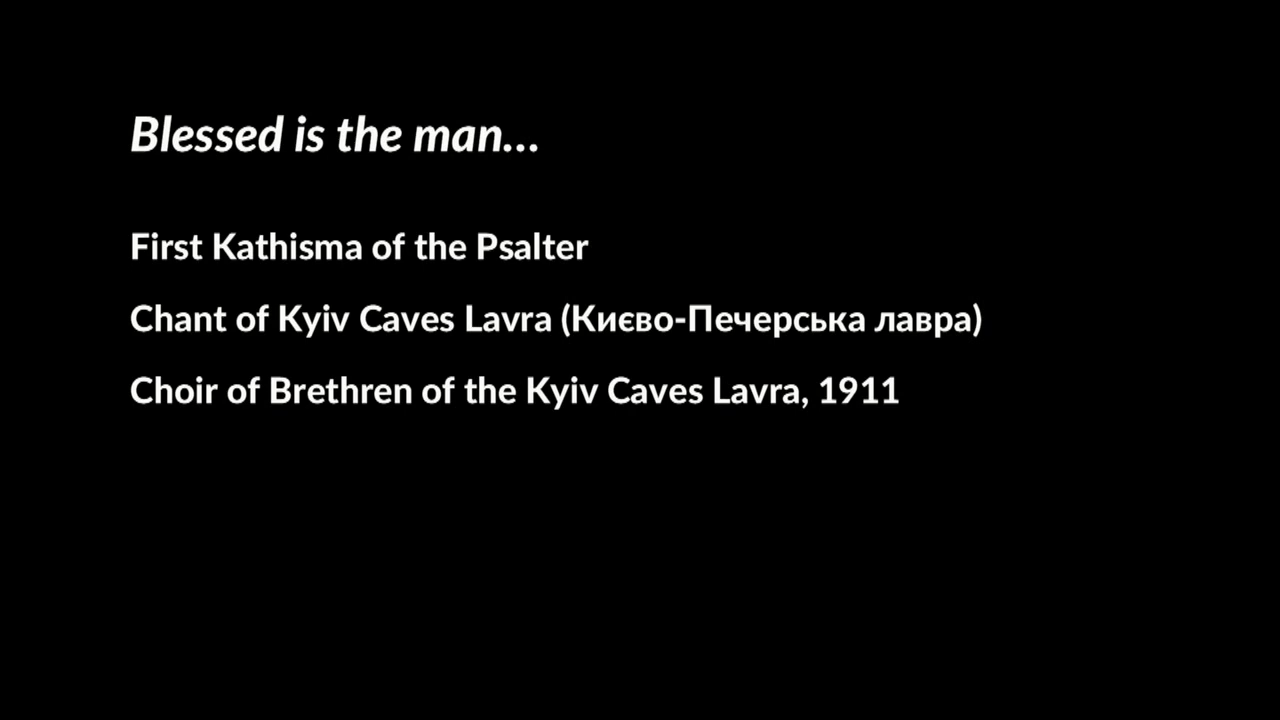 Blessed is the man...
First Kathisma of the Psalter
Chant of Kyiv Caves Lavra (Києво-Печерська лавра)
Choir of Brethren of the Kyiv Caves Lavra, 1911